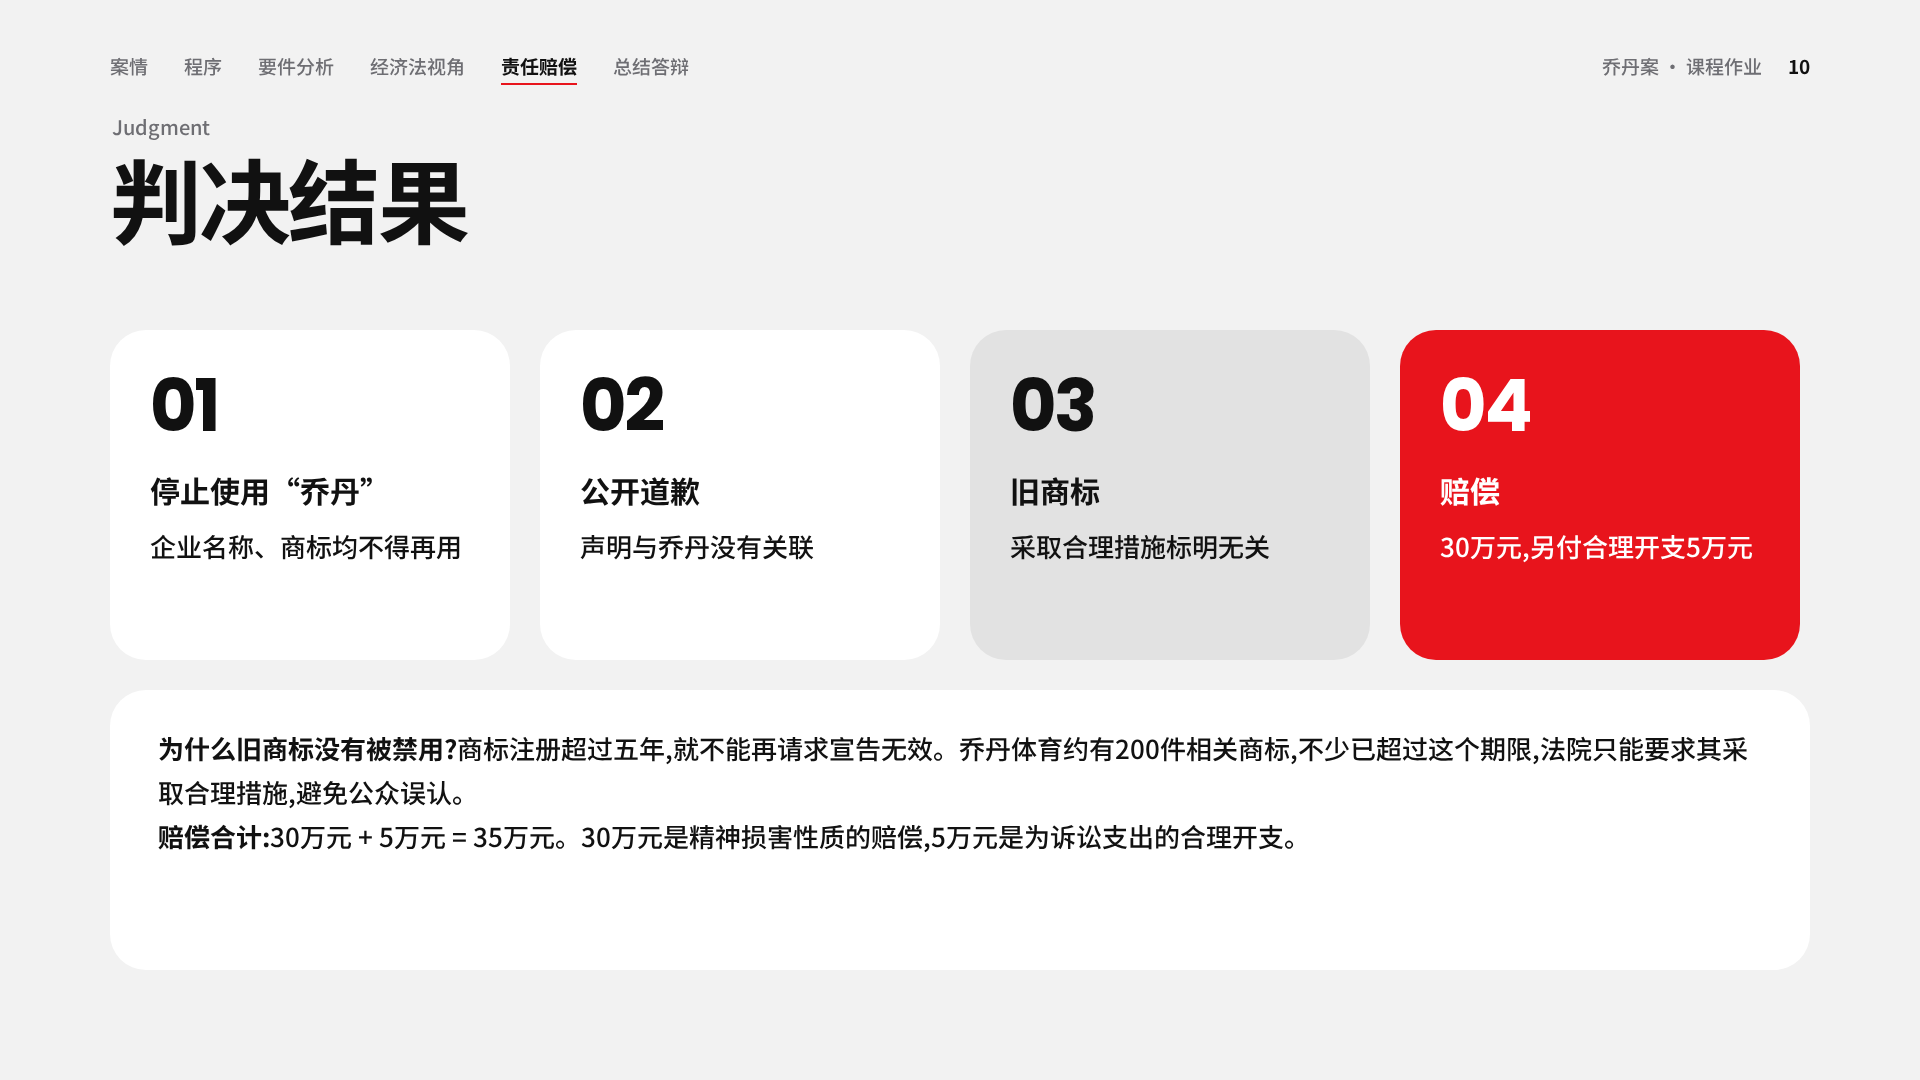 案情 程序 要件分析 经济法视角 责任赔偿 总结答辩 乔丹案 · 课程作业 10
Judgment
判决结果
01
停止使用“乔丹”
企业名称、商标均不得再用
02
公开道歉
声明与乔丹没有关联
03
旧商标
采取合理措施标明无关
04
赔偿
30万元,另付合理开支5万元
为什么旧商标没有被禁用?商标注册超过五年,就不能再请求宣告无效。乔丹体育约有200件相关商标,不少已超过这个期限,法院只能要求其采
取合理措施,避免公众误认。
赔偿合计:30万元 + 5万元 = 35万元。30万元是精神损害性质的赔偿,5万元是为诉讼支出的合理开支。